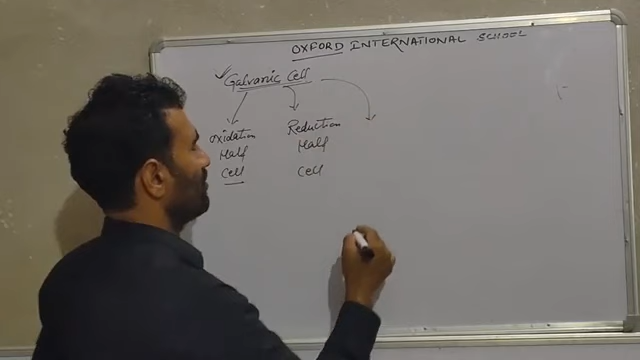 OXFORD INTERNATIONAL SCHOOL
Galvanic Cell
Oxidation
Half
Cell
Reduction
Half
Cell